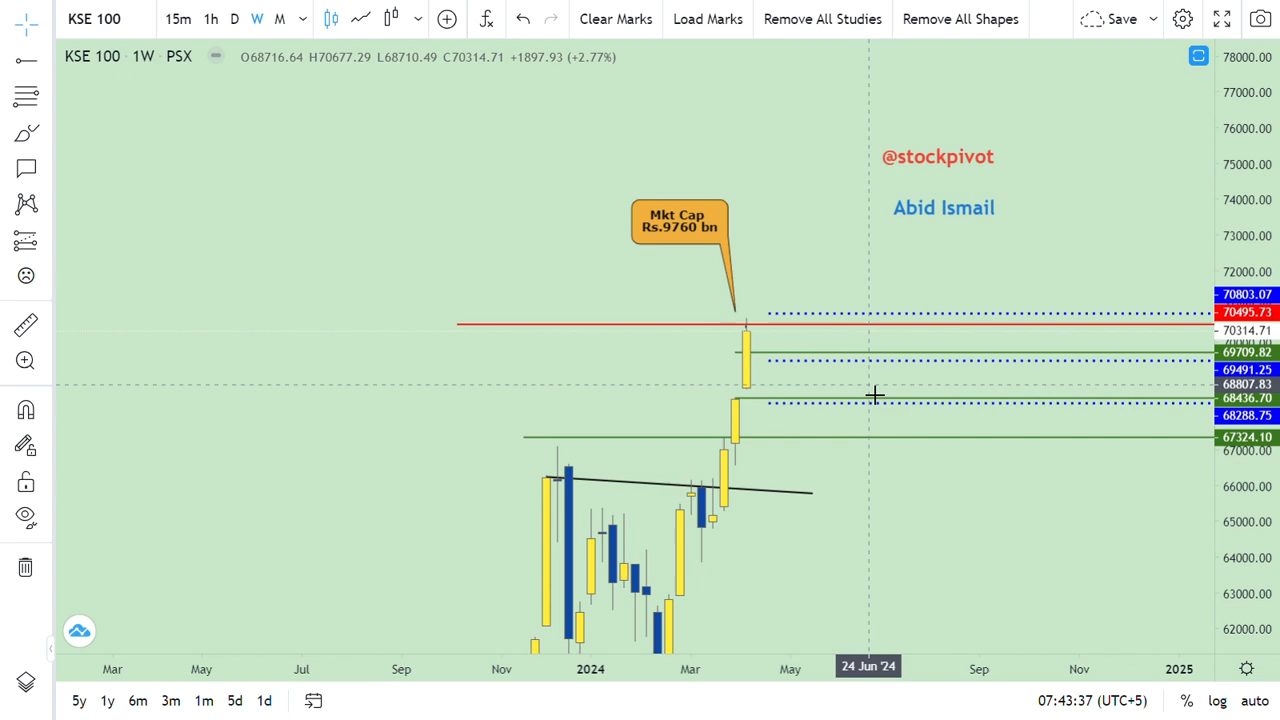 KSE 100
15m 1h D W M
Clear Marks
Load Marks
Remove All Studies
Remove All Shapes
Save
KSE 100 · 1W · PSX
O68716.64 H70677.29 L68710.49 C70314.71 +1897.93 (+2.77%)
78000.00
77000.00
76000.00
@stockpivot
75000.00
Abid Ismail
74000.00
Mkt Cap
Rs.9760 bn
73000.00
72000.00
70803.07
70495.73
70314.71
69709.82
69491.25
68807.83
68436.70
68288.75
67324.10
67000.00
66000.00
65000.00
64000.00
63000.00
62000.00
Mar May Jul Sep Nov 2024 Mar May 24 Jun '24 Sep Nov 2025
5y 1y 6m 3m 1m 5d 1d
07:43:37 (UTC+5)
% log auto